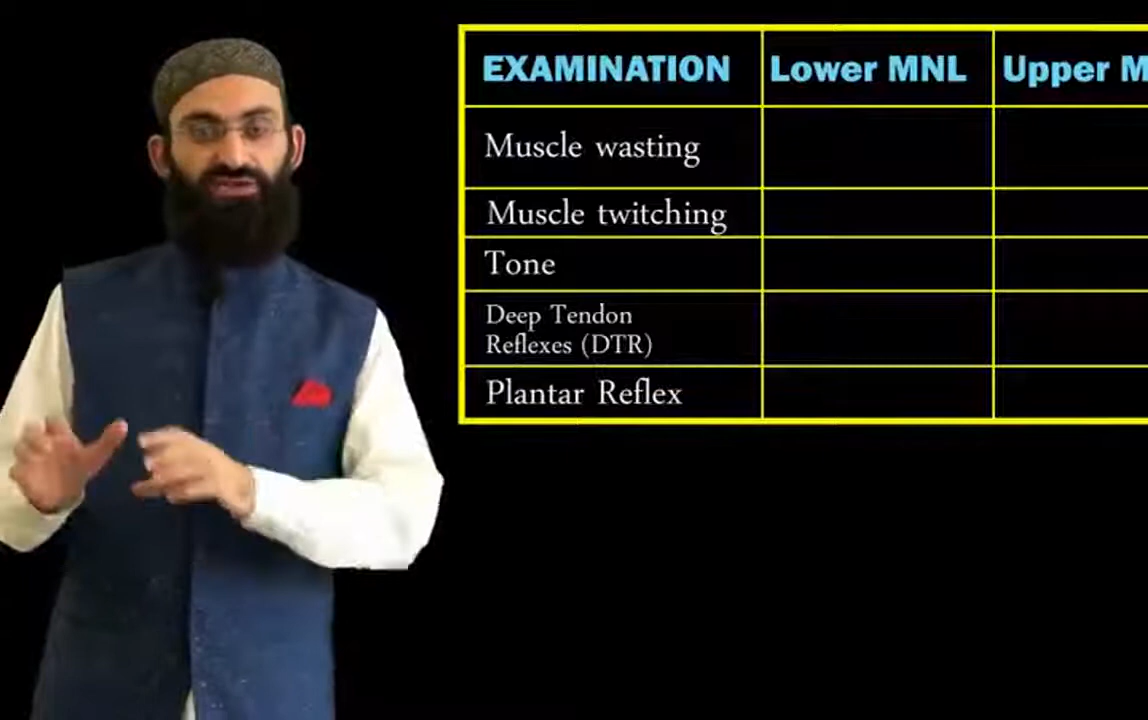 EXAMINATION Lower MNL Upper M
Muscle wasting
Muscle twitching
Tone
Deep Tendon
Reflexes (DTR)
Plantar Reflex